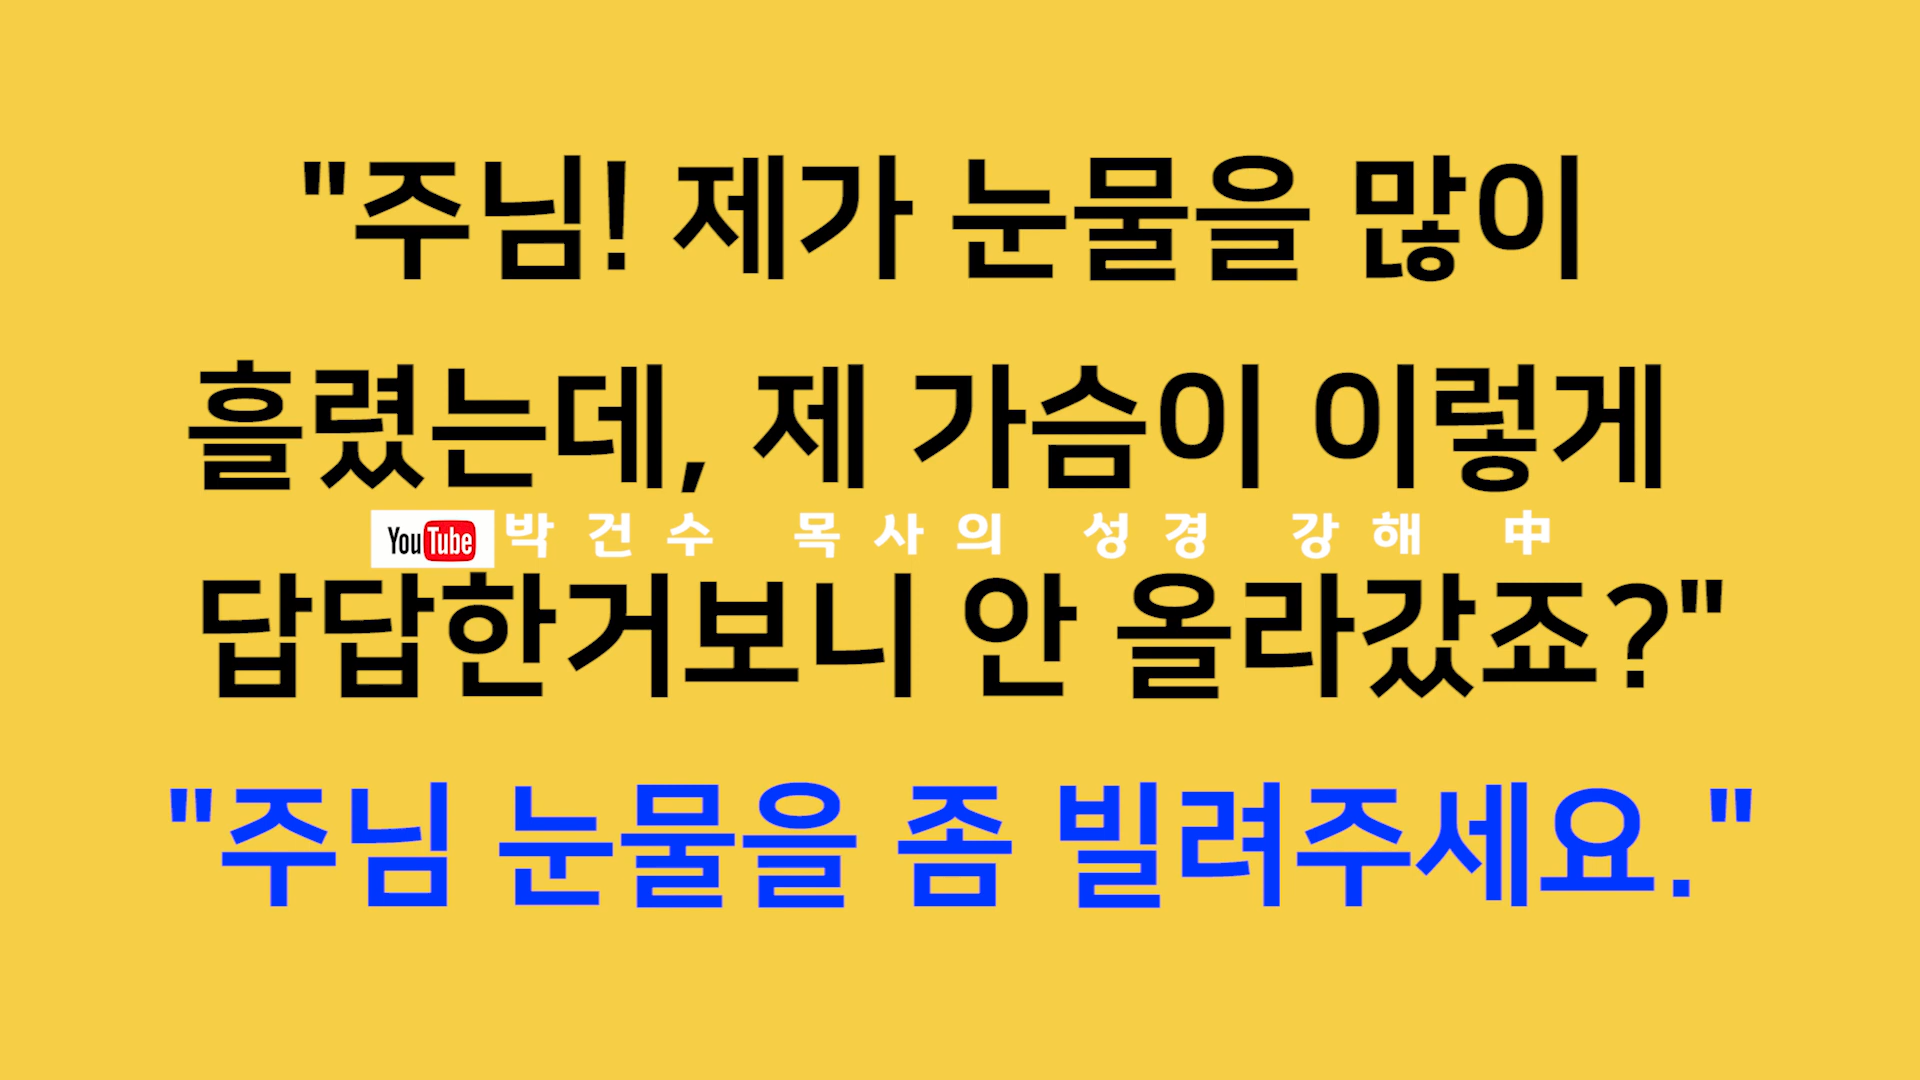 "주님! 제가 눈물을 많이
흘렸는데, 제 가슴이 이렇게
YouTube 박건수 목사의 성경 강해 中
답답한거보니 안 올라갔죠?"
"주님 눈물을 좀 빌려주세요."